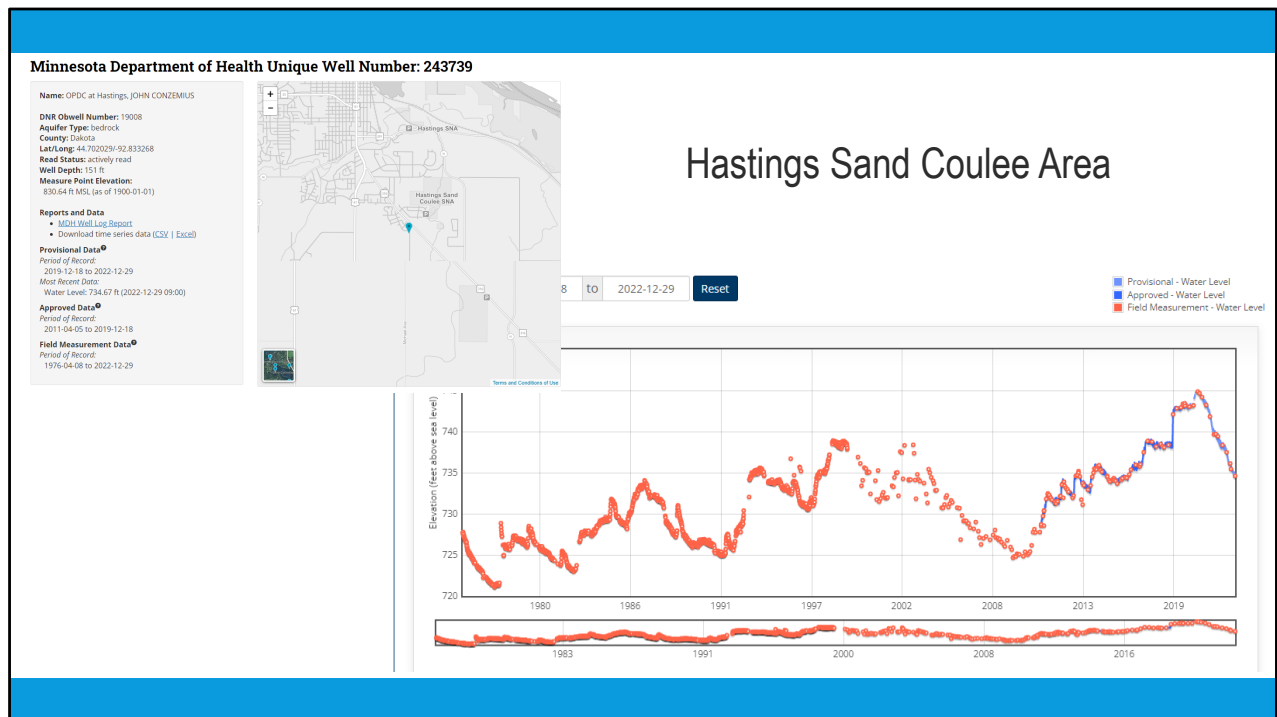 Minnesota Department of Health Unique Well Number: 243739
Name: OPDC at Hastings, JOHN CONZEMIUS
DNR Obwell Number: 19008
Aquifer Type: bedrock
County: Dakota
Lat/Long: 44.702029/-92.833268
Read Status: actively read
Well Depth: 151 ft
Measure Point Elevation:
830.64 ft MSL (as of 1900-01-01)
Reports and Data
• MDH Well Log Report
• Download time series data (CSV | Excel)
Provisional Data
Period of Record:
2019-12-18 to 2022-12-29
Most Recent Data:
Water Level: 734.67 ft (2022-12-29 09:00)
Approved Data
Period of Record:
2011-04-05 to 2019-12-18
Field Measurement Data
Period of Record:
1976-04-08 to 2022-12-29
+
−
Hastings SNA
Hastings Sand
Coulee SNA
Terms and Conditions of Use
Hastings Sand Coulee Area
8 to 2022-12-29 Reset
Provisional - Water Level
Approved - Water Level
Field Measurement - Water Level
Elevation (feet above sea level)
740
735
730
725
720
1980 1986 1991 1997 2002 2008 2013 2019
1983 1991 2000 2008 2016